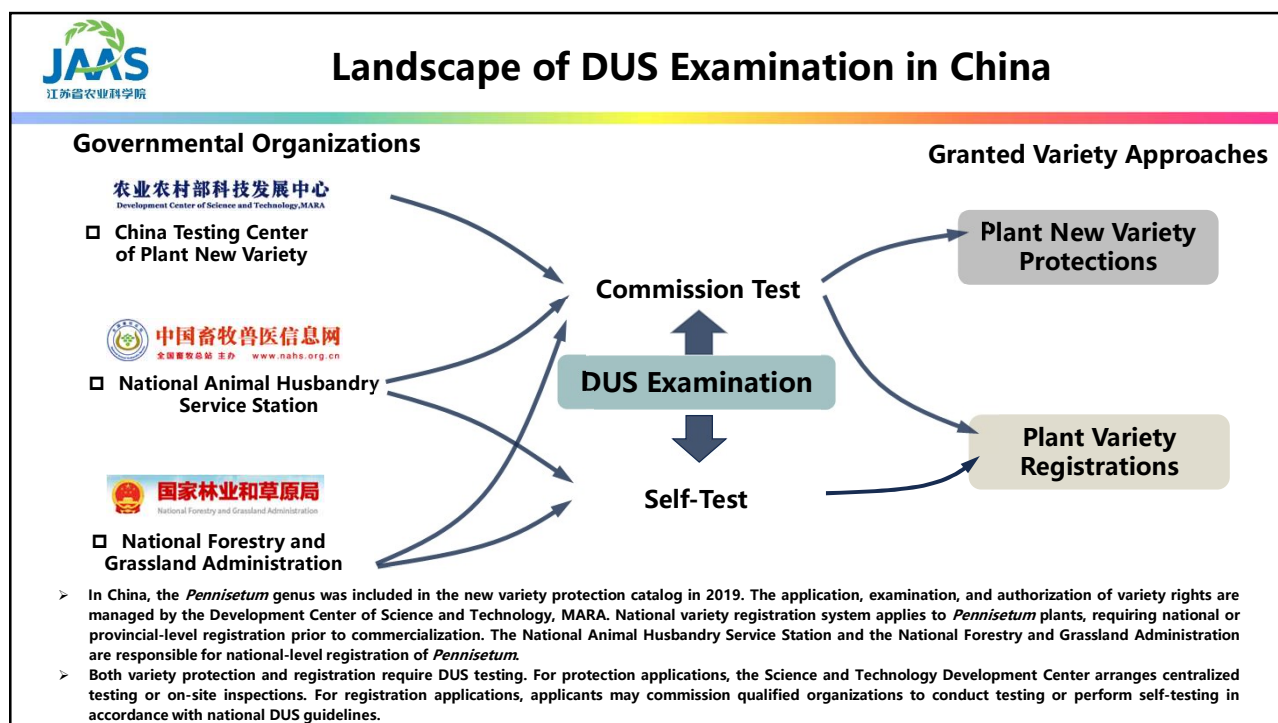 JAAS
江苏省农业科学院
Landscape of DUS Examination in China
Governmental Organizations
农业农村部科技发展中心
Development Center of Science and Technology,MARA
China Testing Center
of Plant New Variety
中国畜牧兽医信息网
全国畜牧总站 主办 www.nahs.org.cn
National Animal Husbandry
Service Station
国家林业和草原局
National Forestry and Grassland Administration
National Forestry and
Grassland Administration
Commission Test
DUS Examination
Self-Test
Granted Variety Approaches
Plant New Variety
Protections
Plant Variety
Registrations
➢ In China, the Pennisetum genus was included in the new variety protection catalog in 2019. The application, examination, and authorization of variety rights are
managed by the Development Center of Science and Technology, MARA. National variety registration system applies to Pennisetum plants, requiring national or
provincial-level registration prior to commercialization. The National Animal Husbandry Service Station and the National Forestry and Grassland Administration
are responsible for national-level registration of Pennisetum.
➢ Both variety protection and registration require DUS testing. For protection applications, the Science and Technology Development Center arranges centralized
testing or on-site inspections. For registration applications, applicants may commission qualified organizations to conduct testing or perform self-testing in
accordance with national DUS guidelines.